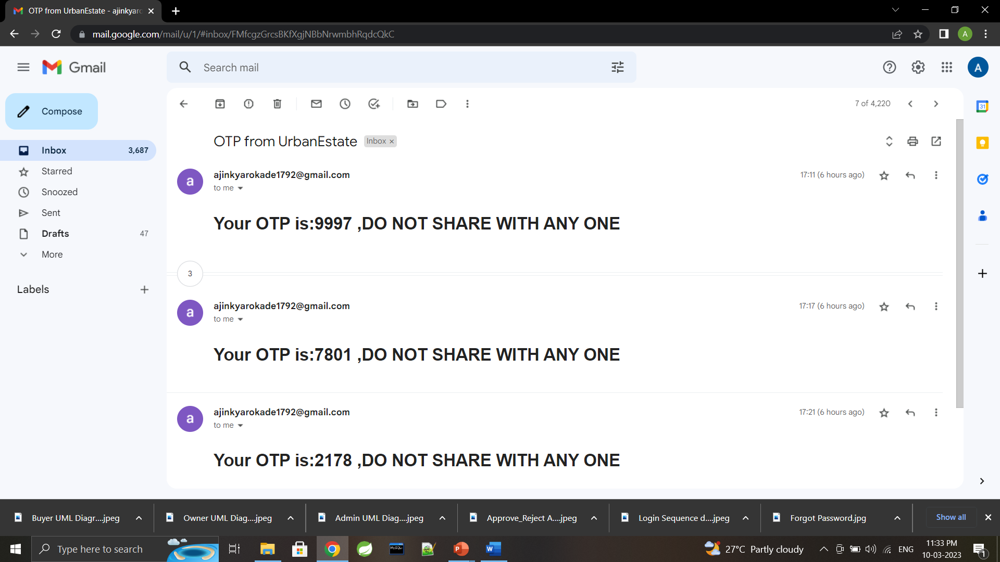 OTP from UrbanEstate - ajinkyaro
mail.google.com/mail/u/1/#inbox/FMfcgzGrcsBKfXgjNBbNrwmbhRqdcQkC
A
Gmail
Search mail
A
Compose
7 of 4,220
31
OTP from UrbanEstate Inbox ×
Inbox 3,687
Starred
Snoozed
Sent
Drafts 47
More
Labels
a
ajinkyarokade1792@gmail.com 17:11 (6 hours ago)
to me
Your OTP is:9997 ,DO NOT SHARE WITH ANY ONE
3
a
ajinkyarokade1792@gmail.com 17:17 (6 hours ago)
to me
Your OTP is:7801 ,DO NOT SHARE WITH ANY ONE
a
ajinkyarokade1792@gmail.com 17:21 (6 hours ago)
to me
Your OTP is:2178 ,DO NOT SHARE WITH ANY ONE
Buyer UML Diagr....jpeg
Owner UML Diag....jpeg
Admin UML Diag....jpeg
Approve_Reject A....jpeg
Login Sequence d....jpeg
Forgot Password.jpg
Show all
Type here to search
MySQL
P
W
27°C Partly cloudy
ENG
11:33 PM
10-03-2023
1